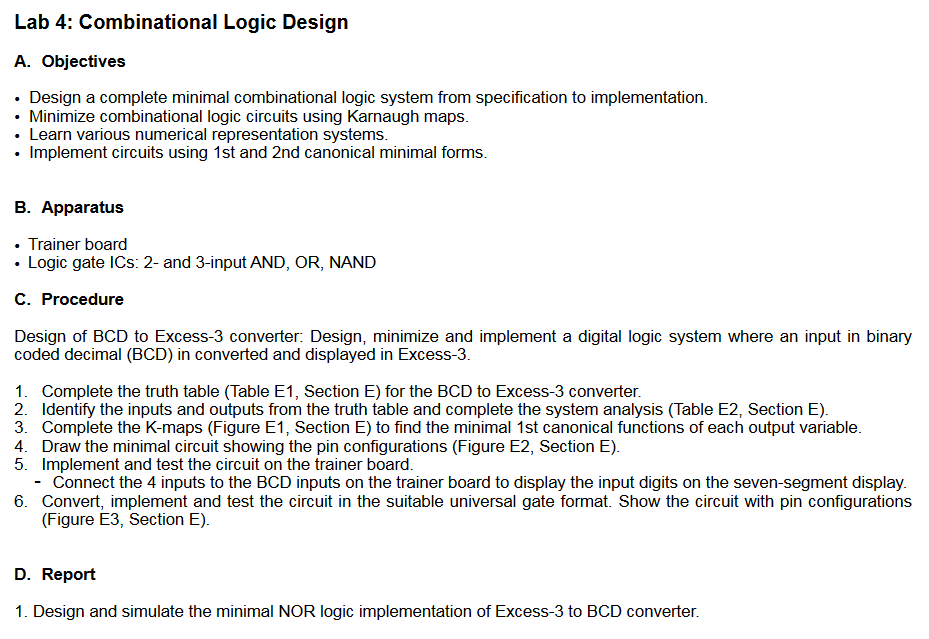 Lab 4: Combinational Logic Design
A. Objectives
• Design a complete minimal combinational logic system from specification to implementation.
• Minimize combinational logic circuits using Karnaugh maps.
• Learn various numerical representation systems.
• Implement circuits using 1st and 2nd canonical minimal forms.
B. Apparatus
• Trainer board
• Logic gate ICs: 2- and 3-input AND, OR, NAND
C. Procedure
Design of BCD to Excess-3 converter: Design, minimize and implement a digital logic system where an input in binary
coded decimal (BCD) in converted and displayed in Excess-3.
1. Complete the truth table (Table E1, Section E) for the BCD to Excess-3 converter.
2. Identify the inputs and outputs from the truth table and complete the system analysis (Table E2, Section E).
3. Complete the K-maps (Figure E1, Section E) to find the minimal 1st canonical functions of each output variable.
4. Draw the minimal circuit showing the pin configurations (Figure E2, Section E).
5. Implement and test the circuit on the trainer board.
- Connect the 4 inputs to the BCD inputs on the trainer board to display the input digits on the seven-segment display.
6. Convert, implement and test the circuit in the suitable universal gate format. Show the circuit with pin configurations
(Figure E3, Section E).
D. Report
1. Design and simulate the minimal NOR logic implementation of Excess-3 to BCD converter.